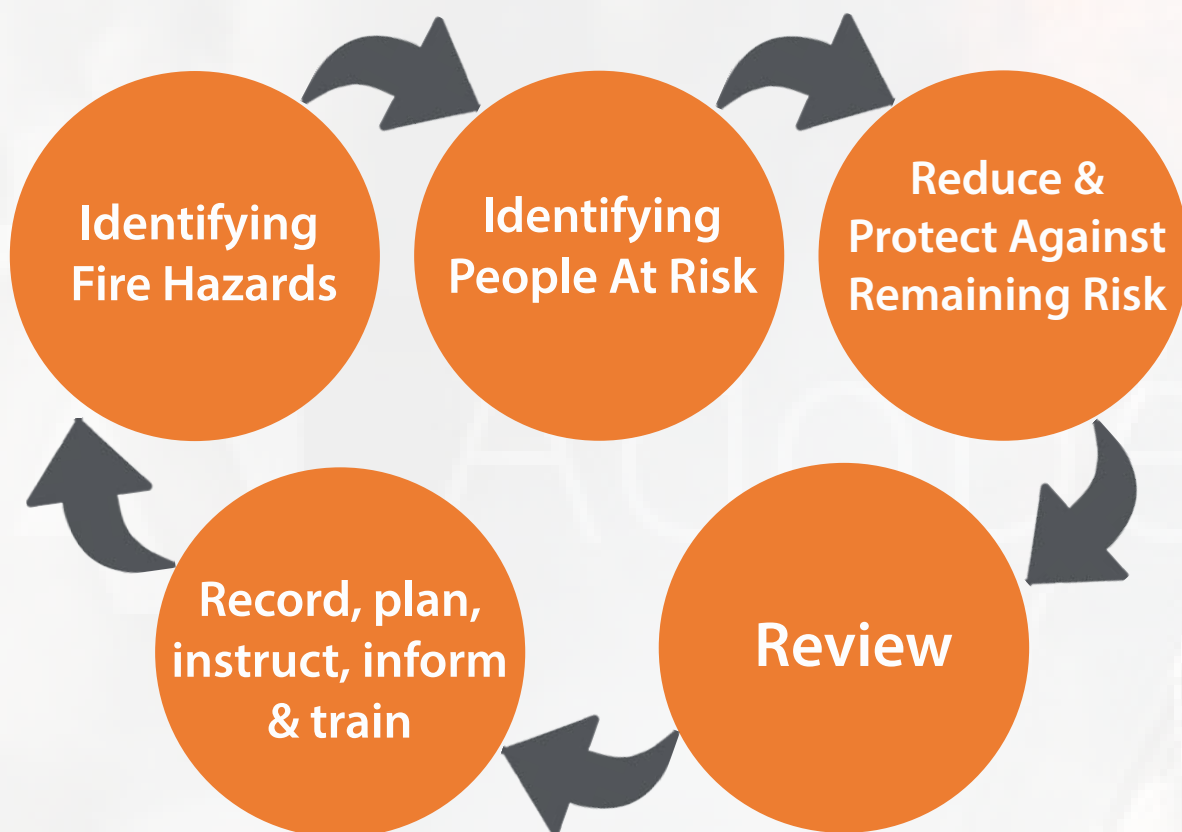 Identifying
Fire Hazards
Identifying
People At Risk
Reduce &
Protect Against
Remaining Risk
Review
Record, plan,
instruct, inform
& train